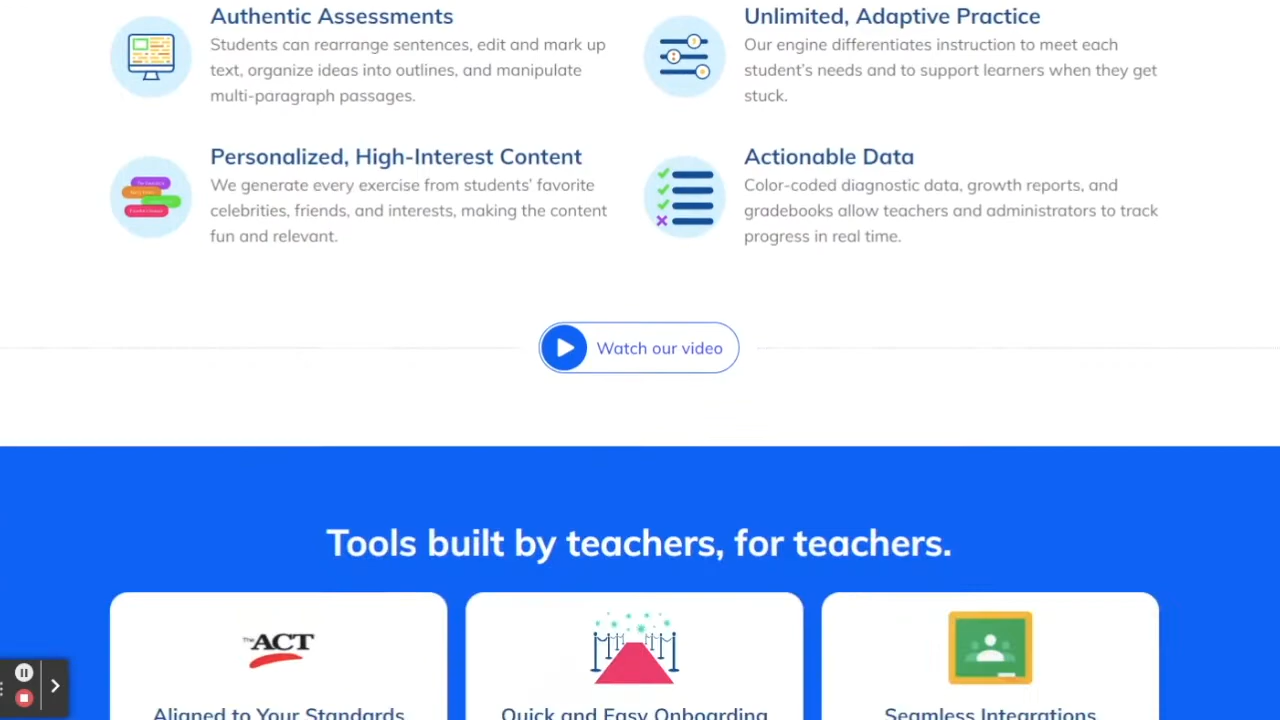 Authentic Assessments
Students can rearrange sentences, edit and mark up
text, organize ideas into outlines, and manipulate
multi-paragraph passages.
Unlimited, Adaptive Practice
Our engine differentiates instruction to meet each
student's needs and to support learners when they get
stuck.
Personalized, High-Interest Content
We generate every exercise from students' favorite
celebrities, friends, and interests, making the content
fun and relevant.
Actionable Data
Color-coded diagnostic data, growth reports, and
gradebooks allow teachers and administrators to track
progress in real time.
Watch our video
Tools built by teachers, for teachers.
The ACT
Aligned to Your Standards
Quick and Easy Onboarding
Seamless Integrations